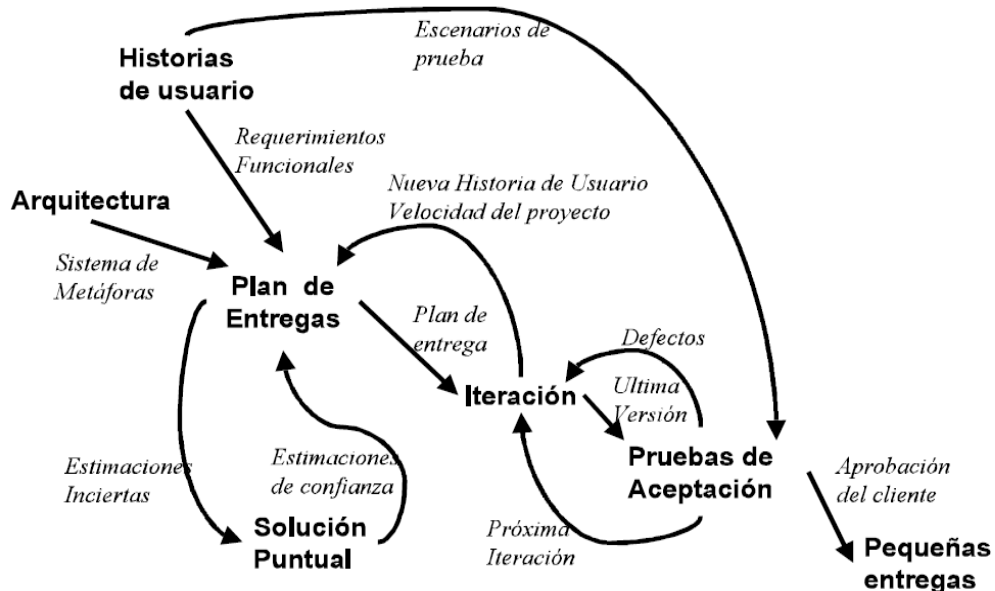 Escenarios de
prueba
Historias
de usuario
Requerimientos
Funcionales
Nueva Historia de Usuario
Velocidad del proyecto
Arquitectura
Sistema de
Metáforas
Plan de
Entregas
Plan de
entrega
Defectos
Iteración
Ultima
Versión
Estimaciones
Inciertas
Estimaciones
de confianza
Pruebas de
Aceptación
Aprobación
del cliente
Solución
Puntual
Próxima
Iteración
Pequeñas
entregas